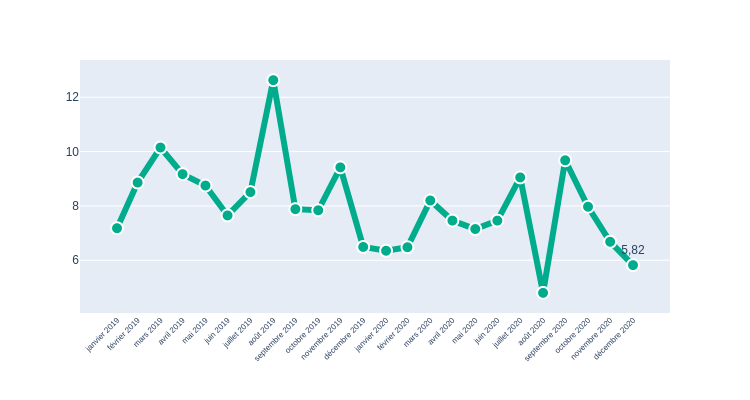 12
10
8
6
5,82
janvier 2019
février 2019
mars 2019
avril 2019
mai 2019
juin 2019
juillet 2019
août 2019
septembre 2019
octobre 2019
novembre 2019
décembre 2019
janvier 2020
février 2020
mars 2020
avril 2020
mai 2020
juin 2020
juillet 2020
août 2020
septembre 2020
octobre 2020
novembre 2020
décembre 2020